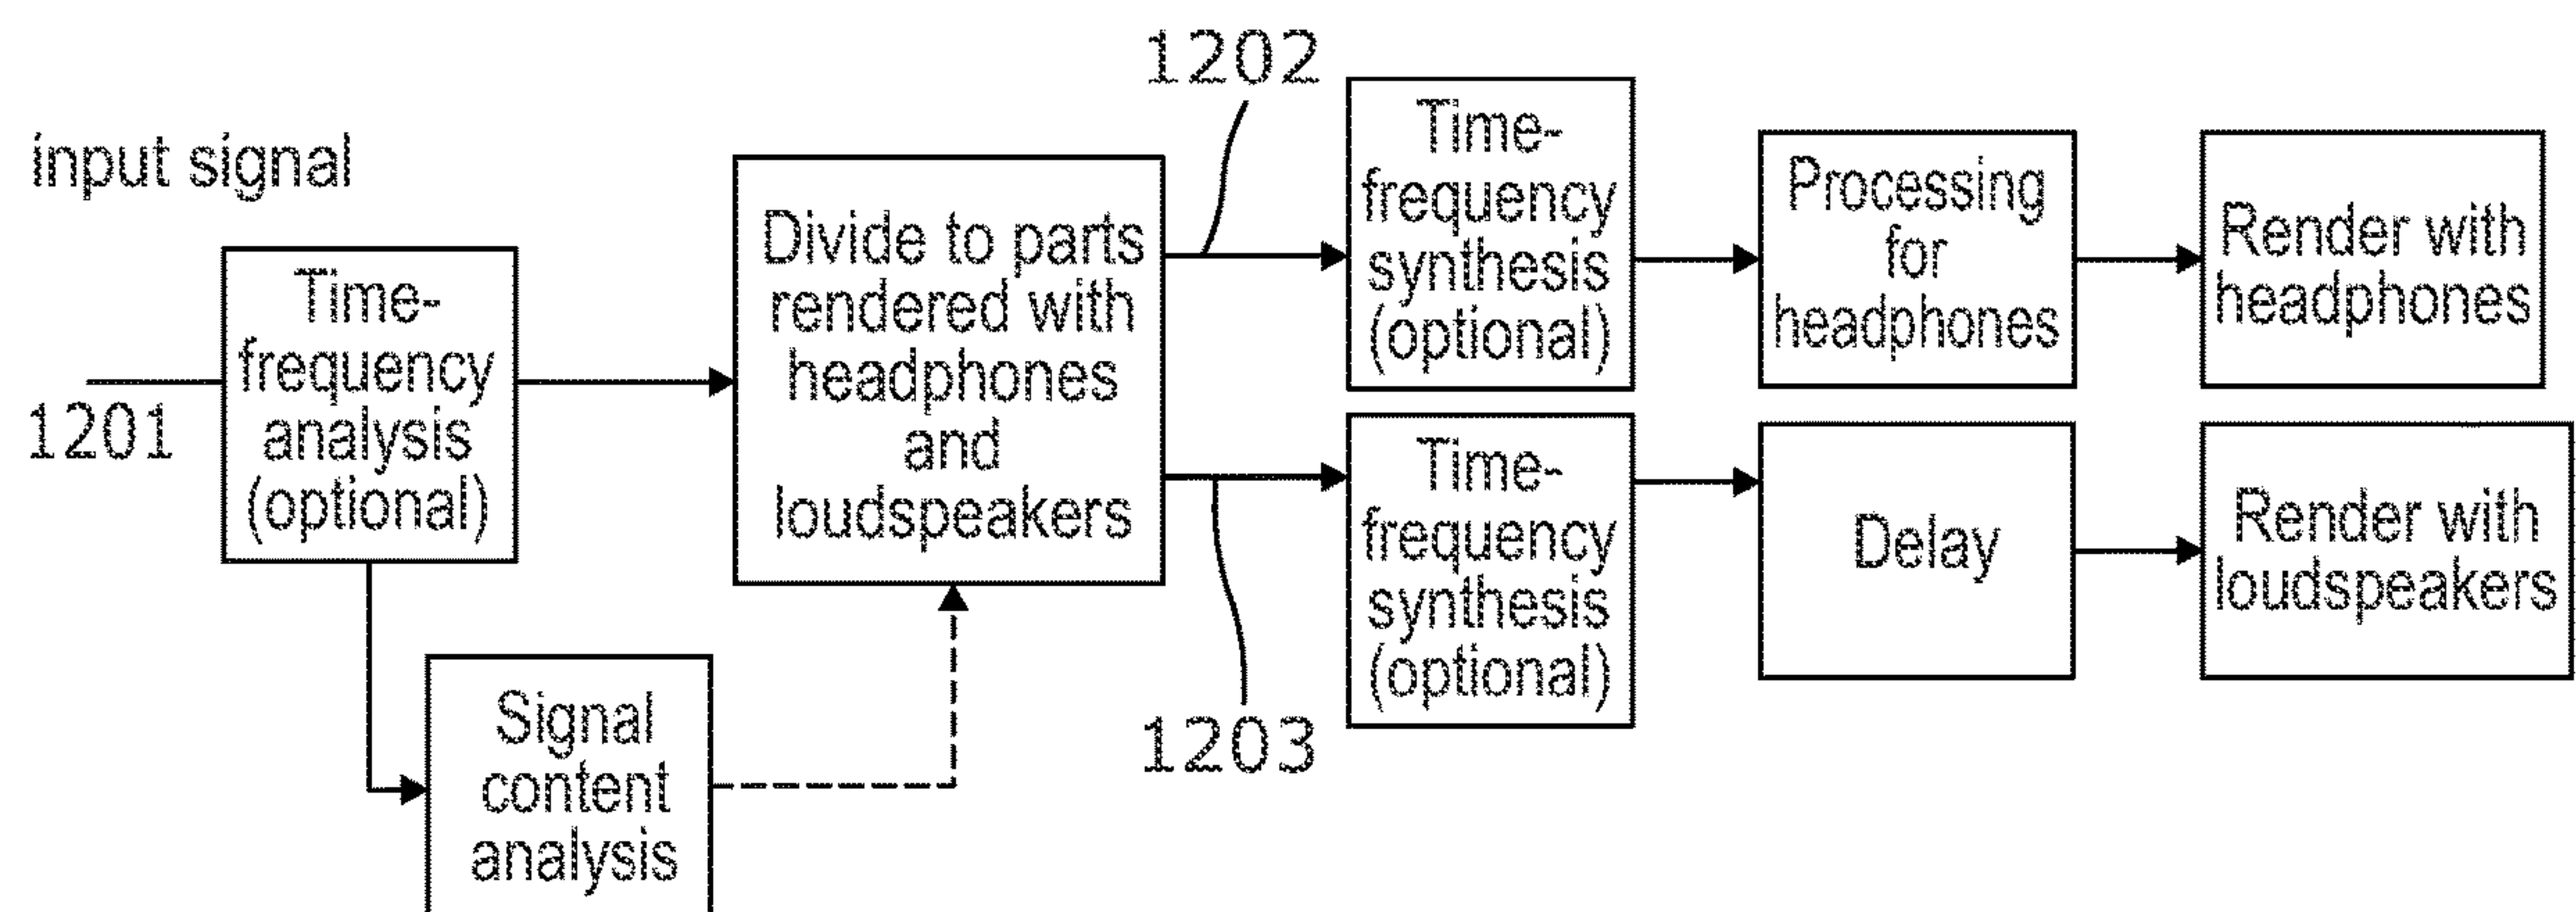 input signal
1201
Time-
frequency
analysis
(optional)
Signal
content
analysis
Divide to parts
rendered with
headphones
and
loudspeakers
1202
Time-
frequency
synthesis
(optional)
Processing
for
headphones
Render with
headphones
1203
Time-
frequency
synthesis
(optional)
Delay
Render with
loudspeakers